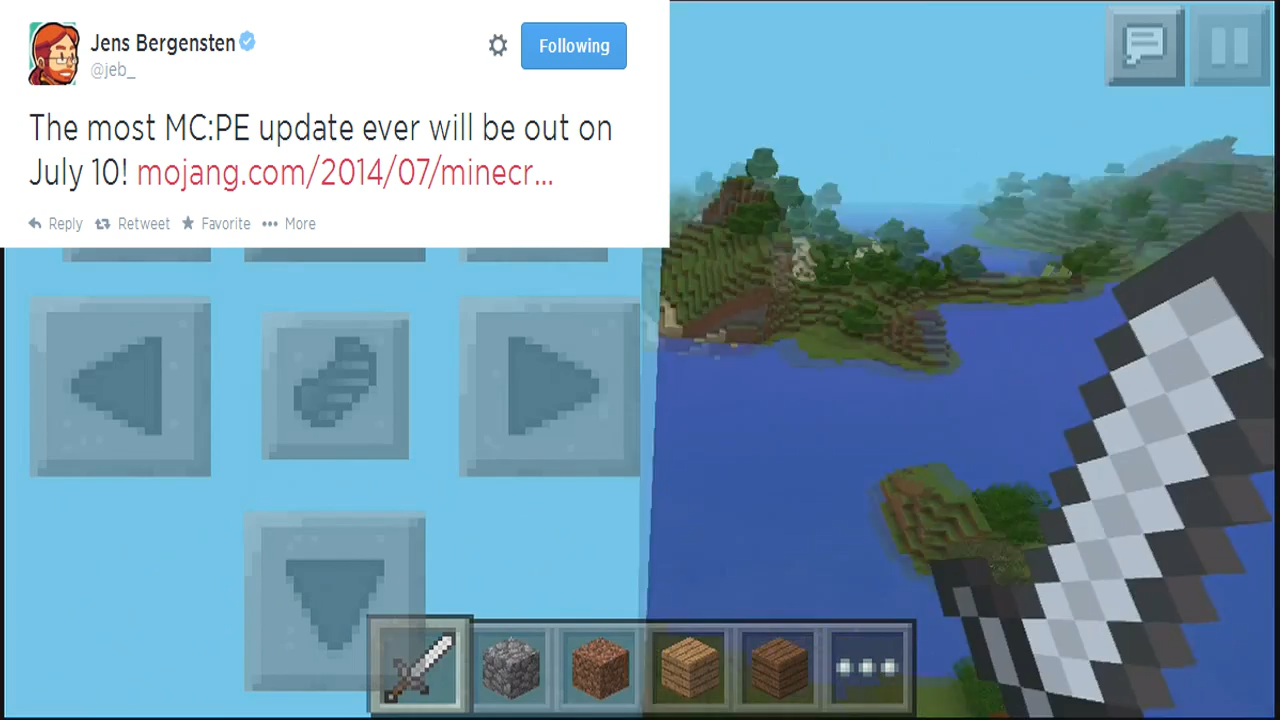 Jens Bergensten
Following
@jeb_
The most MC:PE update ever will be out on
July 10! mojang.com/2014/07/minecr...
Reply Retweet Favorite More